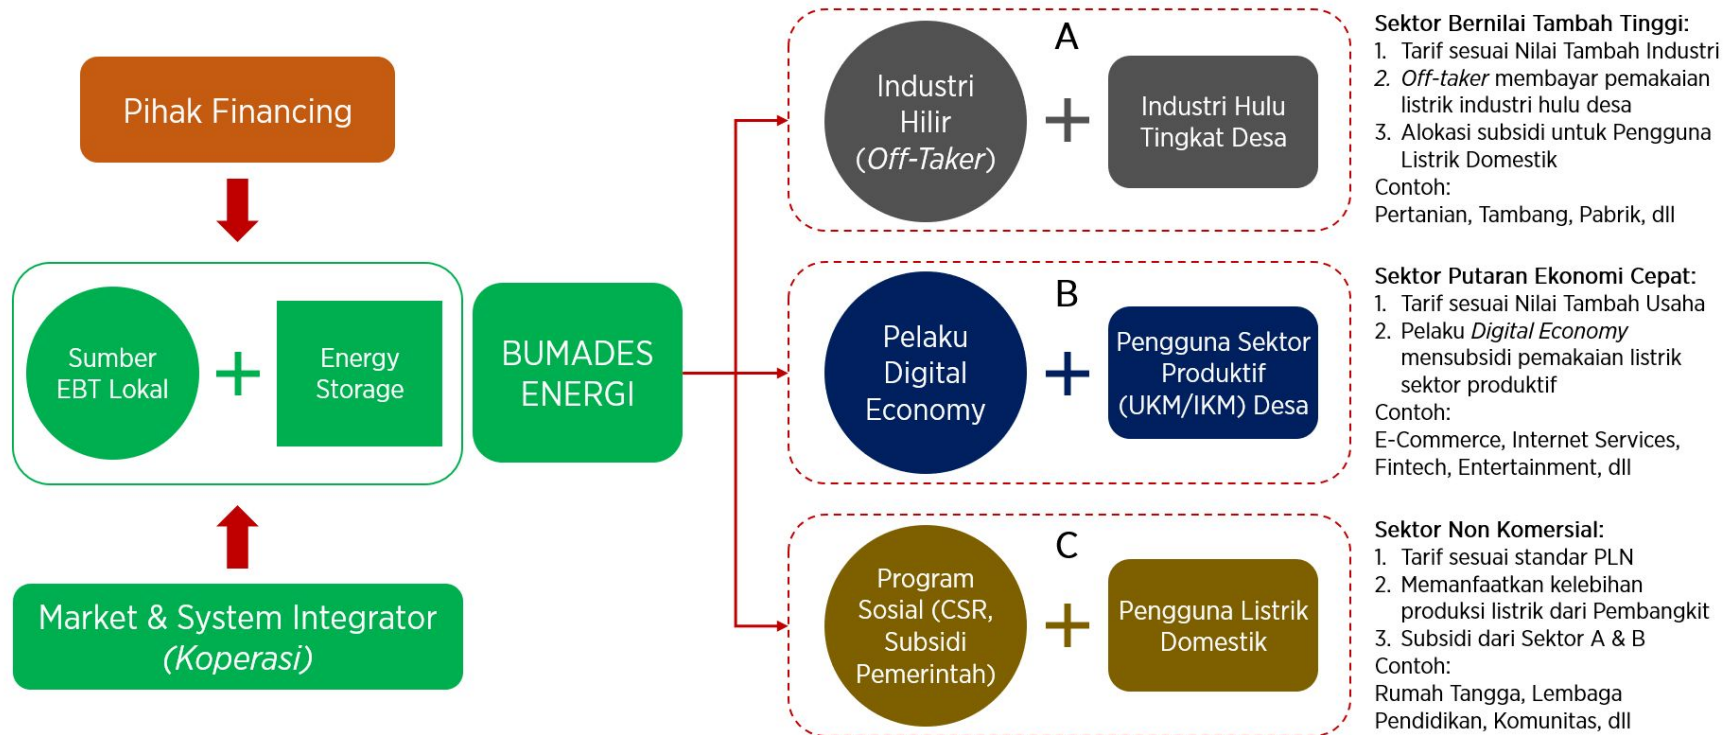 Pihak Financing
Sumber
EBT Lokal
+
Energy
Storage
Market & System Integrator
(Koperasi)
BUMADES
ENERGI
A
Industri
Hilir
(Off-Taker)
+
Industri Hulu
Tingkat Desa
Sektor Bernilai Tambah Tinggi:
1. Tarif sesuai Nilai Tambah Industri
2. Off-taker membayar pemakaian
listrik industri hulu desa
3. Alokasi subsidi untuk Pengguna
Listrik Domestik
Contoh:
Pertanian, Tambang, Pabrik, dll
B
Pelaku
Digital
Economy
+
Pengguna Sektor
Produktif
(UKM/IKM) Desa
Sektor Putaran Ekonomi Cepat:
1. Tarif sesuai Nilai Tambah Usaha
2. Pelaku Digital Economy
mensubsidi pemakaian listrik
sektor produktif
Contoh:
E-Commerce, Internet Services,
Fintech, Entertainment, dll
C
Program
Sosial (CSR,
Subsidi
Pemerintah)
+
Pengguna Listrik
Domestik
Sektor Non Komersial:
1. Tarif sesuai standar PLN
2. Memanfaatkan kelebihan
produksi listrik dari Pembangkit
3. Subsidi dari Sektor A & B
Contoh:
Rumah Tangga, Lembaga
Pendidikan, Komunitas, dll